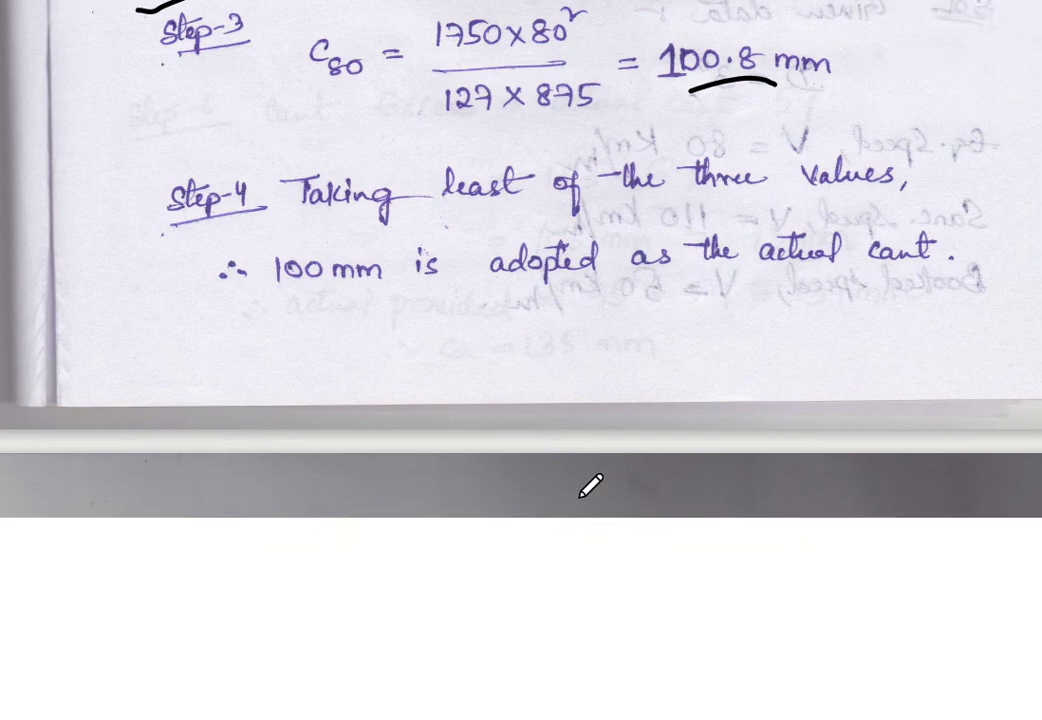 Step-3
C80 = 1750 x 80² / 127 x 875 = 100.8 mm
Step-4 Taking least of the three values,
∴ 100 mm is adopted as the actual cant.